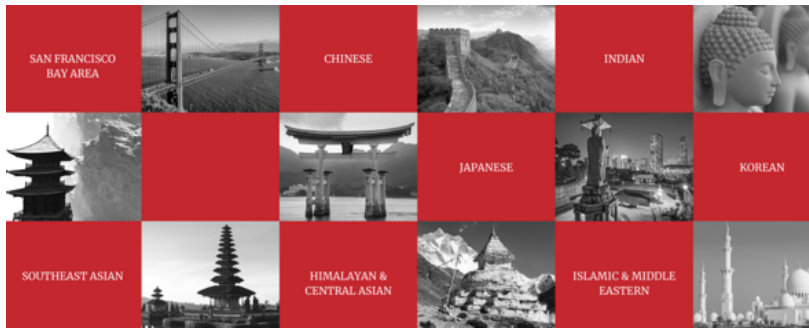 SAN FRANCISCO
BAY AREA
CHINESE
INDIAN
JAPANESE
KOREAN
SOUTHEAST ASIAN
HIMALAYAN &
CENTRAL ASIAN
ISLAMIC & MIDDLE
EASTERN